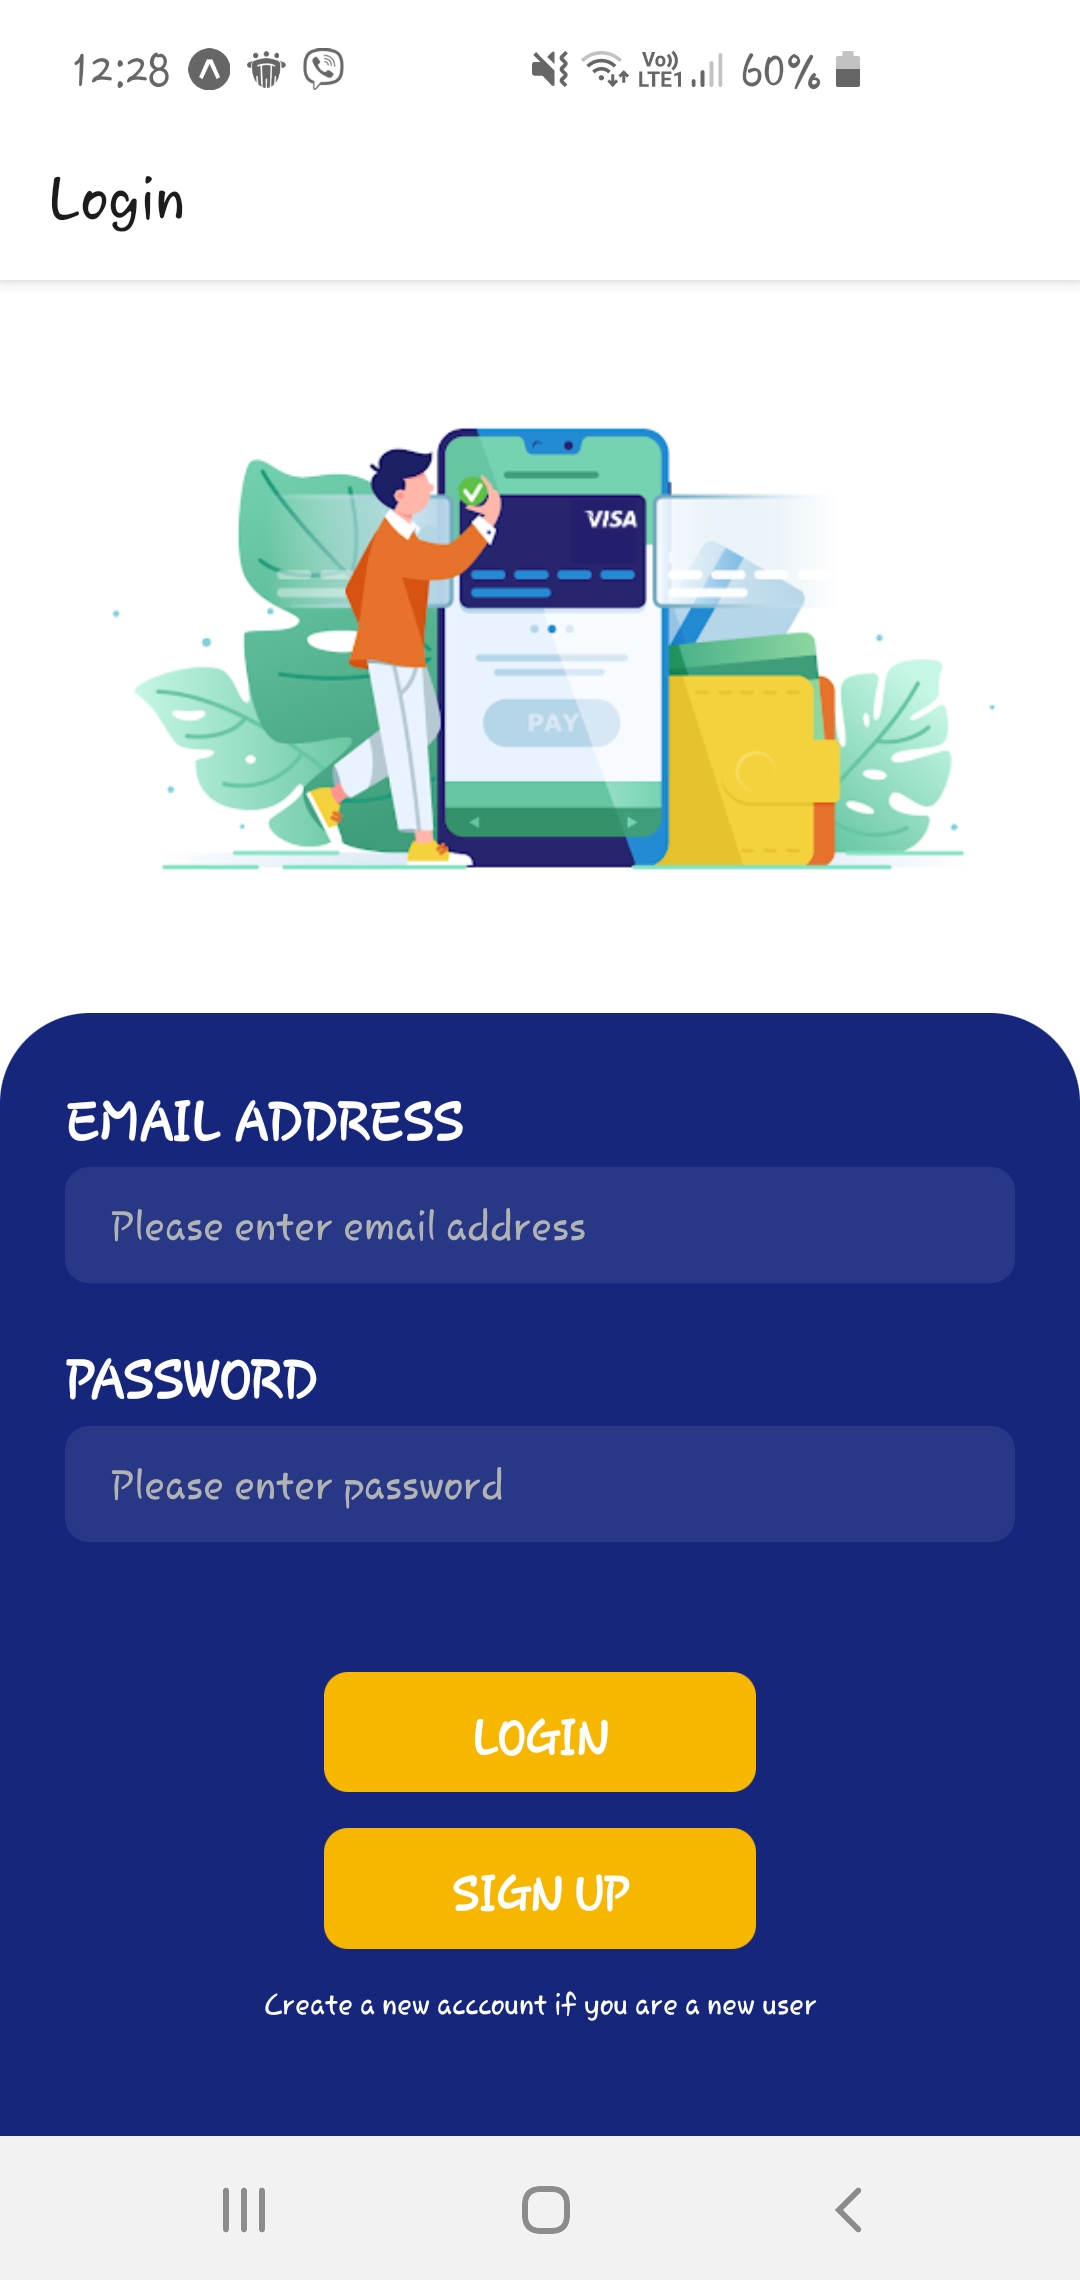 12:28 Vo)) LTE1 60%
Login
VISA
PAY
EMAIL ADDRESS
Please enter email address
PASSWORD
Please enter password
LOGIN
SIGN UP
Create a new acccount if you are a new user